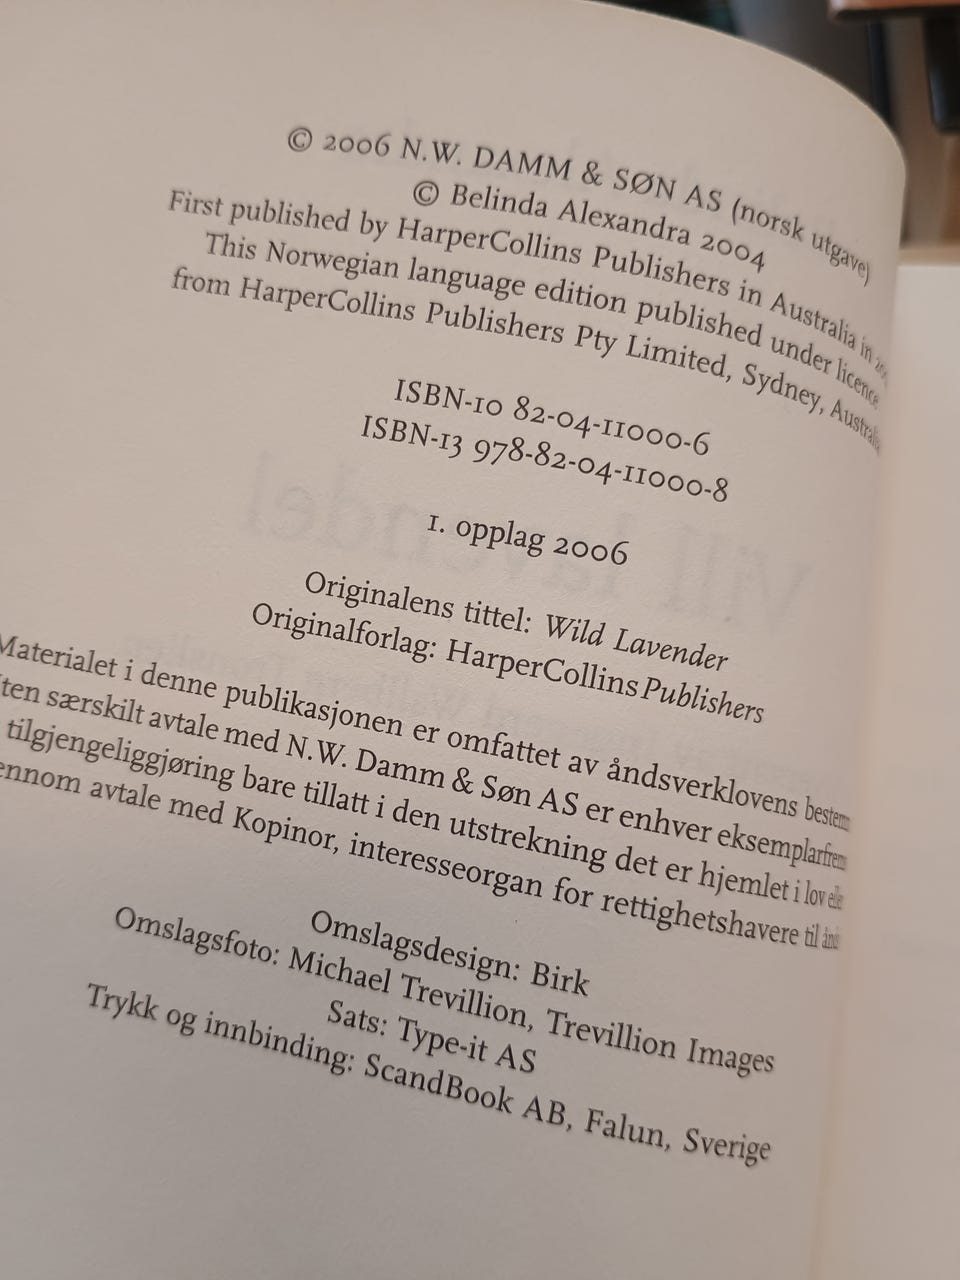 © 2006 N.W. DAMM & SØN AS (norsk utgave)
© Belinda Alexandra 2004
First published by HarperCollins Publishers in Australia in
This Norwegian language edition published under licence
from HarperCollins Publishers Pty Limited, Sydney,
ISBN-10 82-04-11000-6
ISBN-13 978-82-04-11000-8
1. opplag 2006
Originalens tittel: Wild Lavender
Originalforlag: HarperCollinsPublishers
Materialet i denne publikasjonen er omfattet av åndsverklovens
særskilt avtale med N.W. Damm & Søn AS er enhver
tilgjengeliggjøring bare tillatt i den utstrekning det er hjemlet i lov
avtale med Kopinor, interesseorgan for rettighetshavere til
Omslagsdesign: Birk
Omslagsfoto: Michael Trevillion, Trevillion Images
Sats: Type-it AS
Trykk og innbinding: ScandBook AB, Falun, Sverige